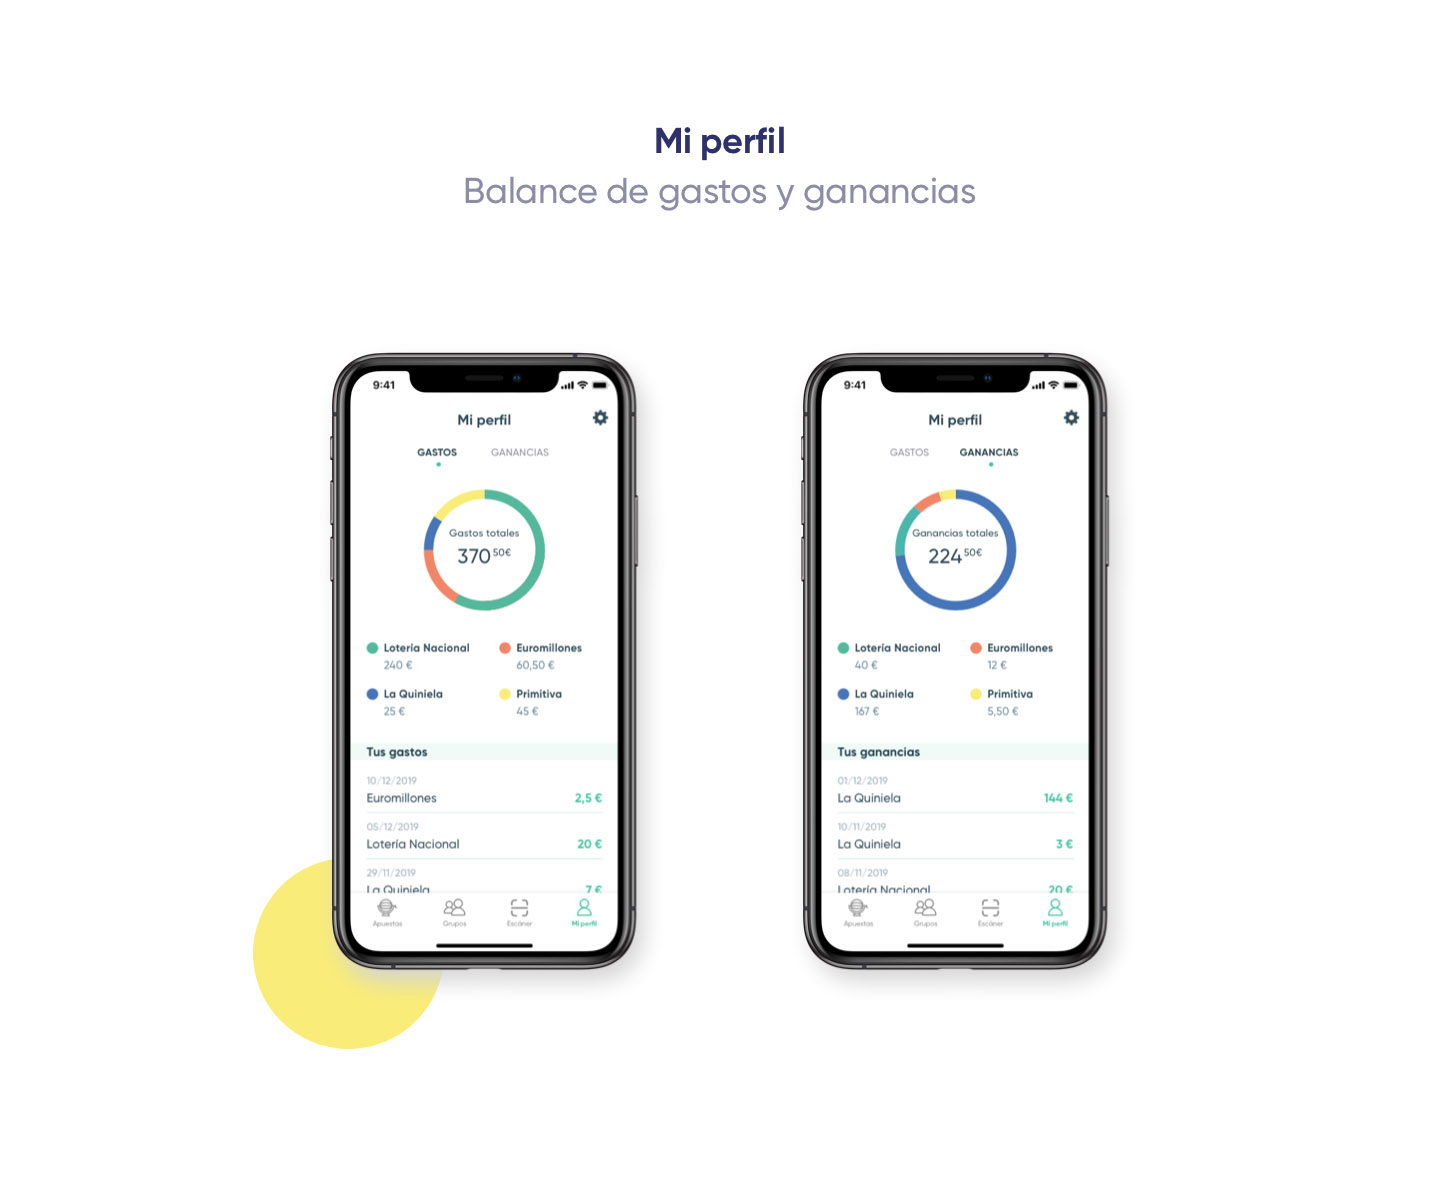 Mi perfil
Balance de gastos y ganancias
9:41
Mi perfil
GASTOS GANANCIAS
Gastos totales
370 50€
Lotería Nacional Euromillones
240 € 60,50 €
La Quiniela Primitiva
25 € 45 €
Tus gastos
10/12/2019
Euromillones 2,5 €
05/12/2019
Lotería Nacional 20 €
29/11/2019
La Quiniela 7 €
Apuestas Grupos Escáner Mi perfil
9:41
Mi perfil
GASTOS GANANCIAS
Ganancias totales
224 50€
Lotería Nacional Euromillones
40 € 12 €
La Quiniela Primitiva
167 € 5,50 €
Tus ganancias
01/12/2019
La Quiniela 144 €
10/11/2019
La Quiniela 3 €
08/11/2019
Lotería Nacional 20 €
Apuestas Grupos Escáner Mi perfil